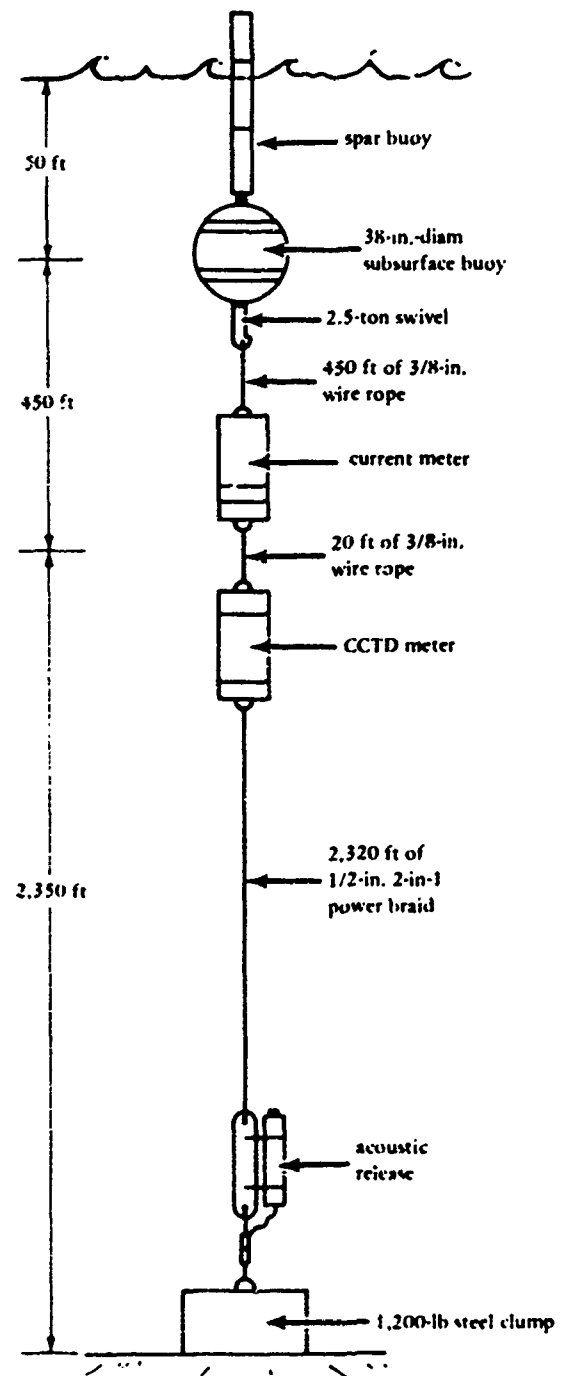 spar buoy
50 ft
38-in.-diam
subsurface buoy
2.5-ton swivel
450 ft of 3/8-in.
wire rope
450 ft
current meter
20 ft of 3/8-in.
wire rope
CCTD meter
2,320 ft of
1/2-in. 2-in-1
power braid
2,350 ft
acoustic
release
1,200-lb steel clump